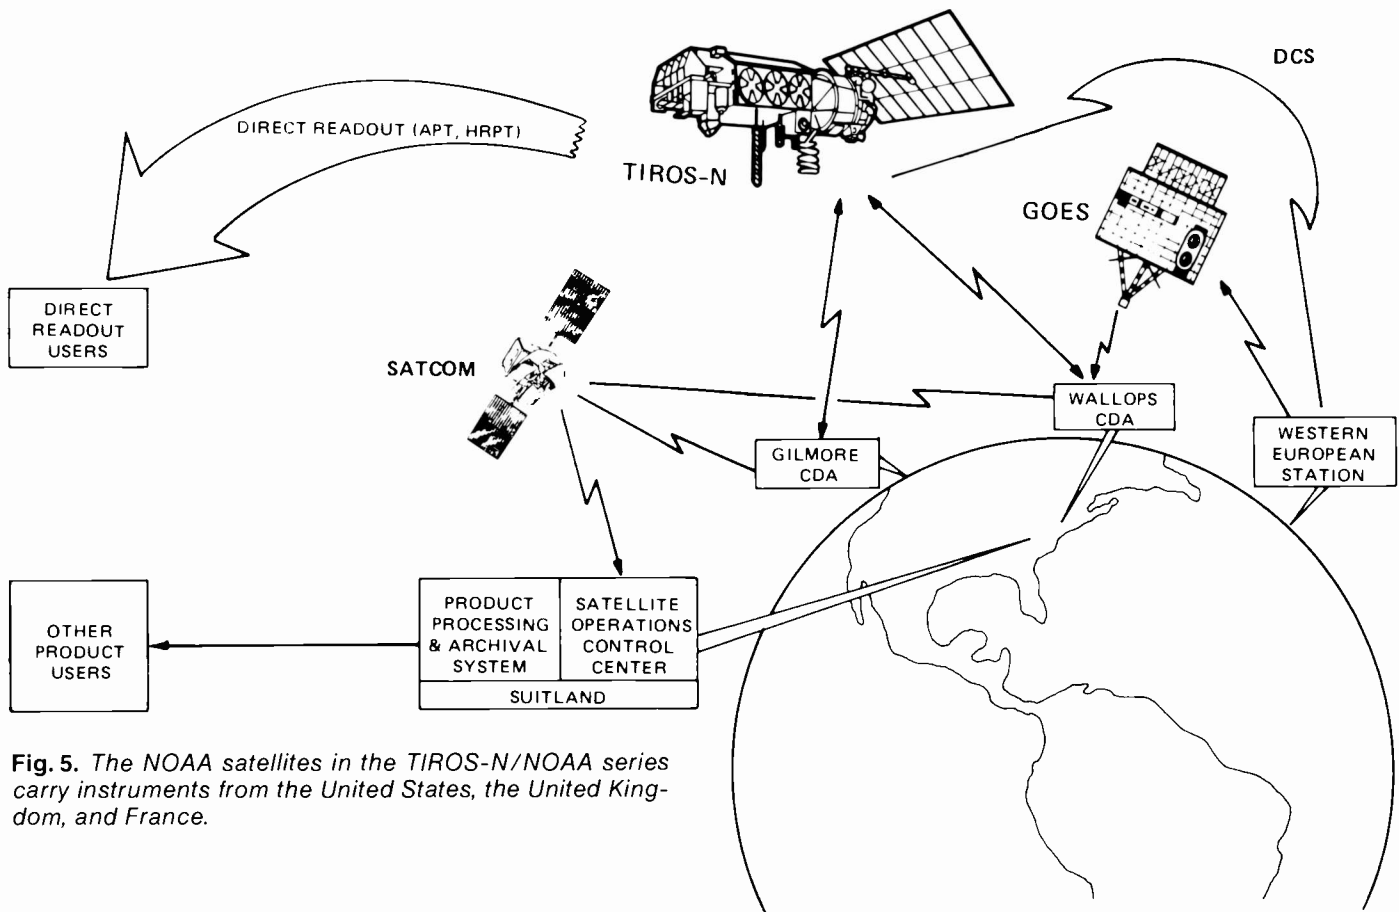 DCS
DIRECT READOUT (APT, HRPT)
TIROS-N
GOES
DIRECT
READOUT
USERS
SATCOM
WALLOPS
CDA
GILMORE
CDA
WESTERN
EUROPEAN
STATION
OTHER
PRODUCT
USERS
PRODUCT
PROCESSING
& ARCHIVAL
SYSTEM
SATELLITE
OPERATIONS
CONTROL
CENTER
SUITLAND
Fig. 5. The NOAA satellites in the TIROS-N/NOAA series
carry instruments from the United States, the United King-
dom, and France.